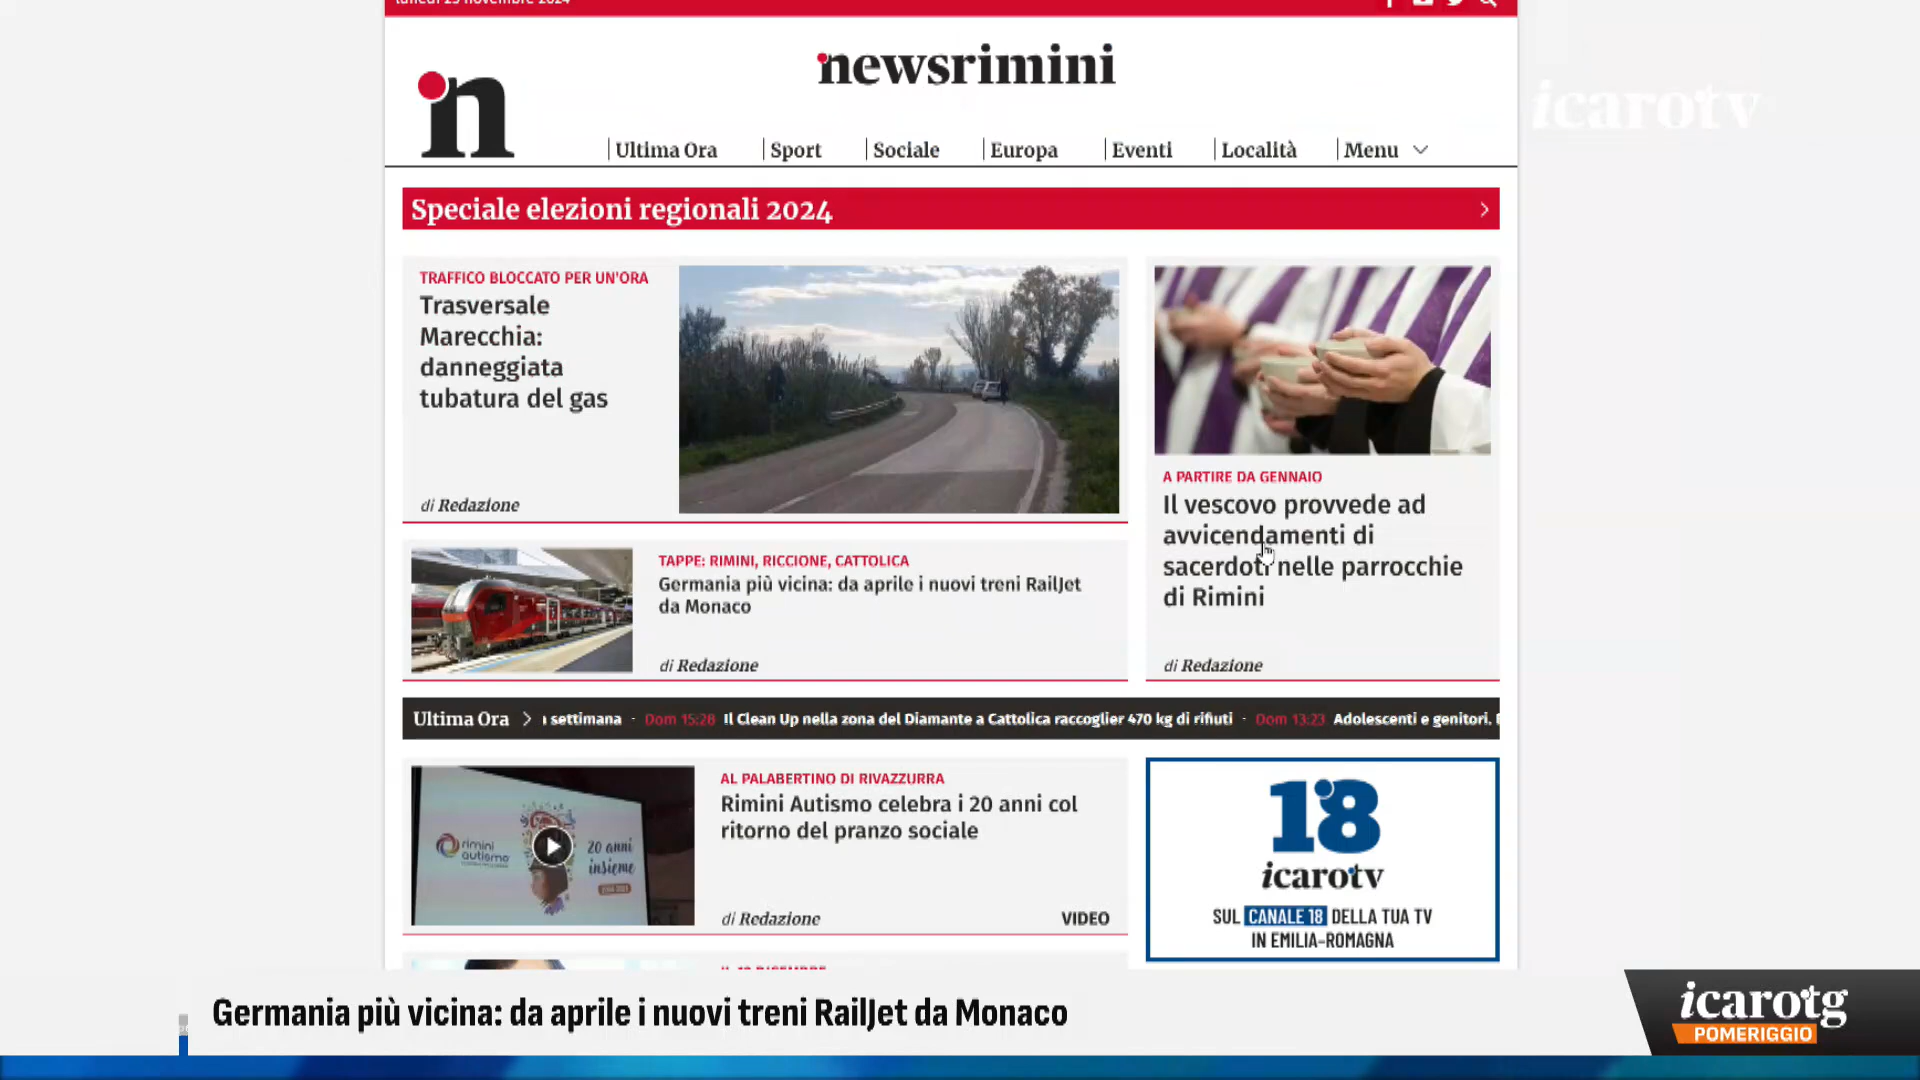 lunedì 25 novembre 2024
newsrimini
icarotv
n
Ultima Ora
Sport
Sociale
Europa
Eventi
Località
Menu
Speciale elezioni regionali 2024
TRAFFICO BLOCCATO PER UN'ORA
Trasversale
Marecchia:
danneggiata
tubatura del gas
di Redazione
A PARTIRE DA GENNAIO
Il vescovo provvede ad
avvicendamenti di
sacerdoti nelle parrocchie
di Rimini
di Redazione
TAPPE: RIMINI, RICCIONE, CATTOLICA
Germania più vicina: da aprile i nuovi treni RailJet
da Monaco
di Redazione
Ultima Ora
settimana · Dom 15:28 Il Clean Up nella zona del Diamante a Cattolica raccoglier 470 kg di rifiuti · Dom 13:23 Adolescenti e genitori.
rimini
autismo
20 anni
insieme
AL PALABERTINO DI RIVAZZURRA
Rimini Autismo celebra i 20 anni col
ritorno del pranzo sociale
di Redazione
VIDEO
18
icarotv
SUL CANALE 18 DELLA TUA TV
IN EMILIA-ROMAGNA
Germania più vicina: da aprile i nuovi treni RailJet da Monaco
icarotg
POMERIGGIO